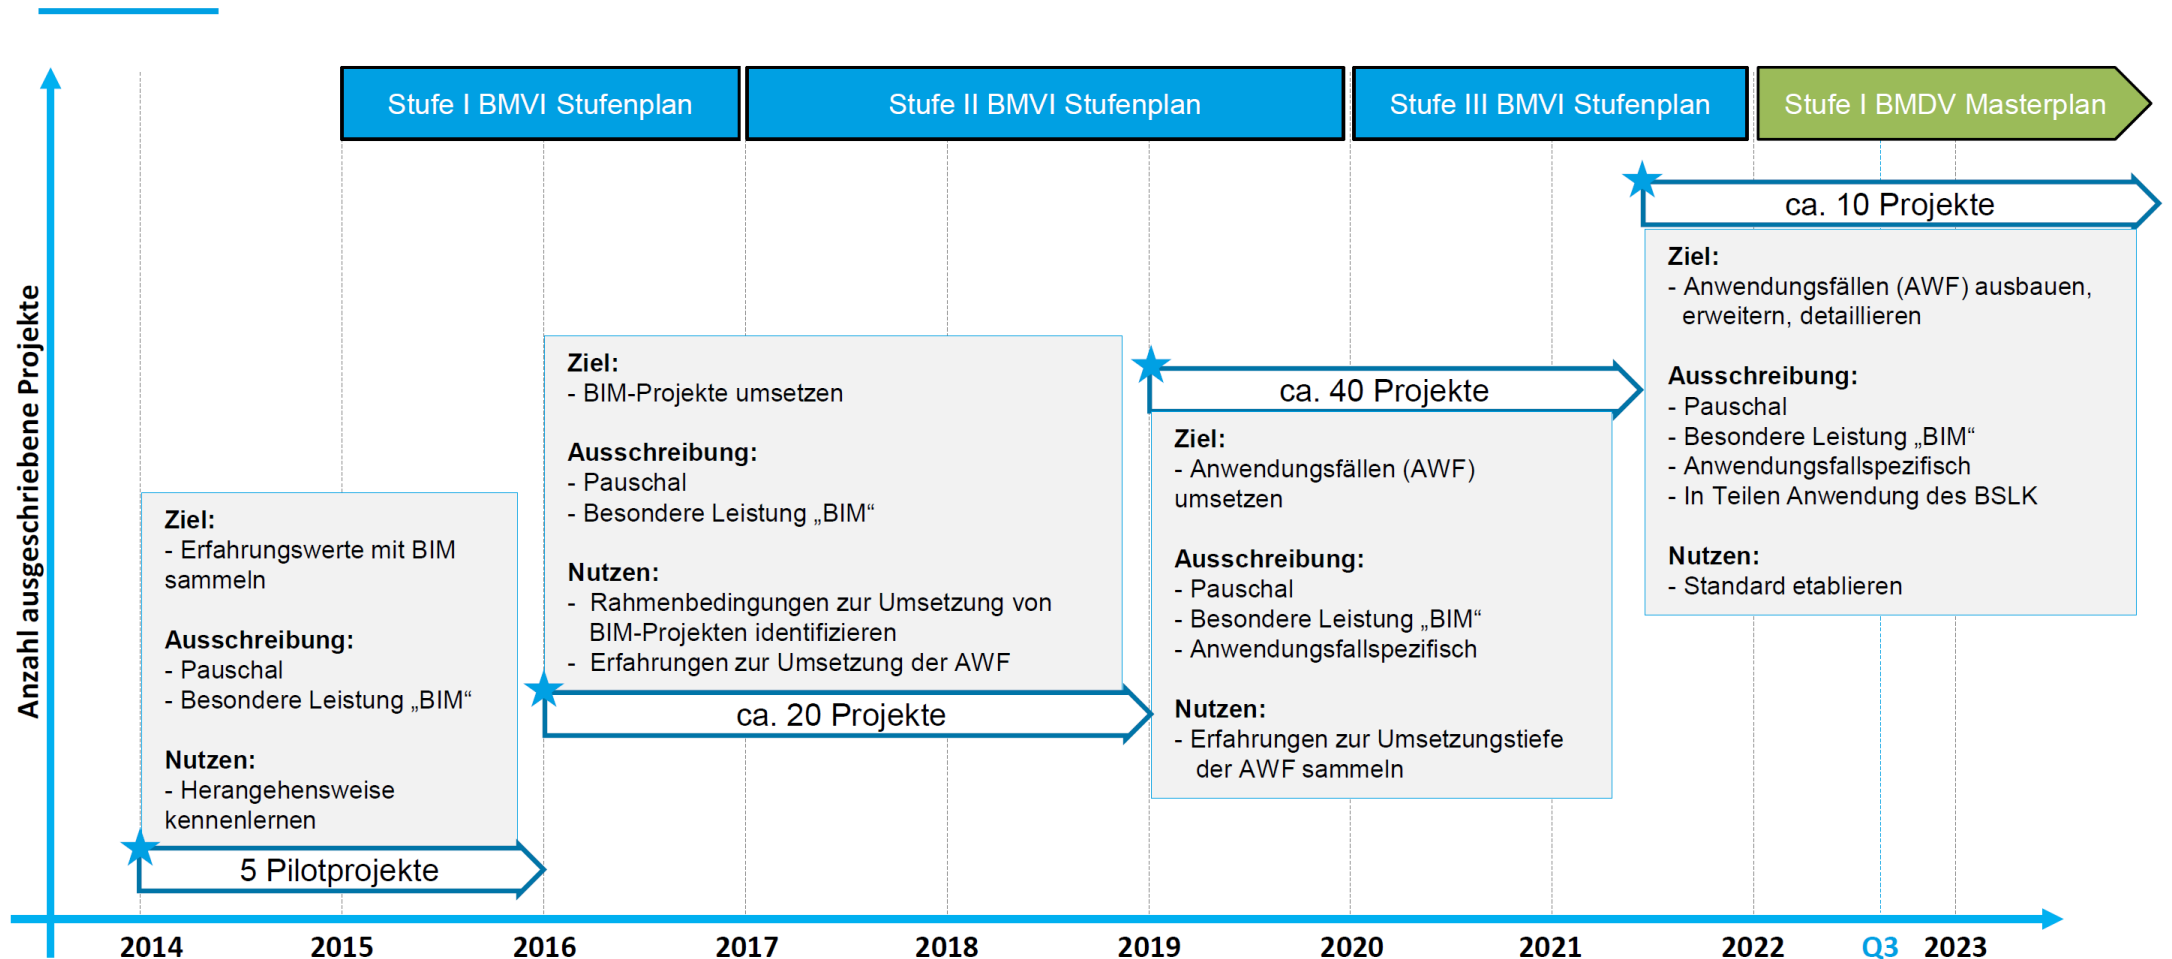 Stufe I BMVI Stufenplan
Stufe II BMVI Stufenplan
Stufe III BMVI Stufenplan
Stufe I BMDV Masterplan
Anzahl ausgeschriebene Projekte
Ziel:
- Erfahrungswerte mit BIM
sammeln
Ausschreibung:
- Pauschal
- Besondere Leistung „BIM“
Nutzen:
- Herangehensweise
kennenlernen
5 Pilotprojekte
Ziel:
- BIM-Projekte umsetzen
Ausschreibung:
- Pauschal
- Besondere Leistung „BIM“
Nutzen:
- Rahmenbedingungen zur Umsetzung von
BIM-Projekten identifizieren
- Erfahrungen zur Umsetzung der AWF
ca. 20 Projekte
ca. 40 Projekte
Ziel:
- Anwendungsfällen (AWF)
umsetzen
Ausschreibung:
- Pauschal
- Besondere Leistung „BIM“
- Anwendungsfallspezifisch
Nutzen:
- Erfahrungen zur Umsetzungstiefe
der AWF sammeln
ca. 10 Projekte
Ziel:
- Anwendungsfällen (AWF) ausbauen,
erweitern, detaillieren
Ausschreibung:
- Pauschal
- Besondere Leistung „BIM“
- Anwendungsfallspezifisch
- In Teilen Anwendung des BSLK
Nutzen:
- Standard etablieren
2014 2015 2016 2017 2018 2019 2020 2021 2022 Q3 2023